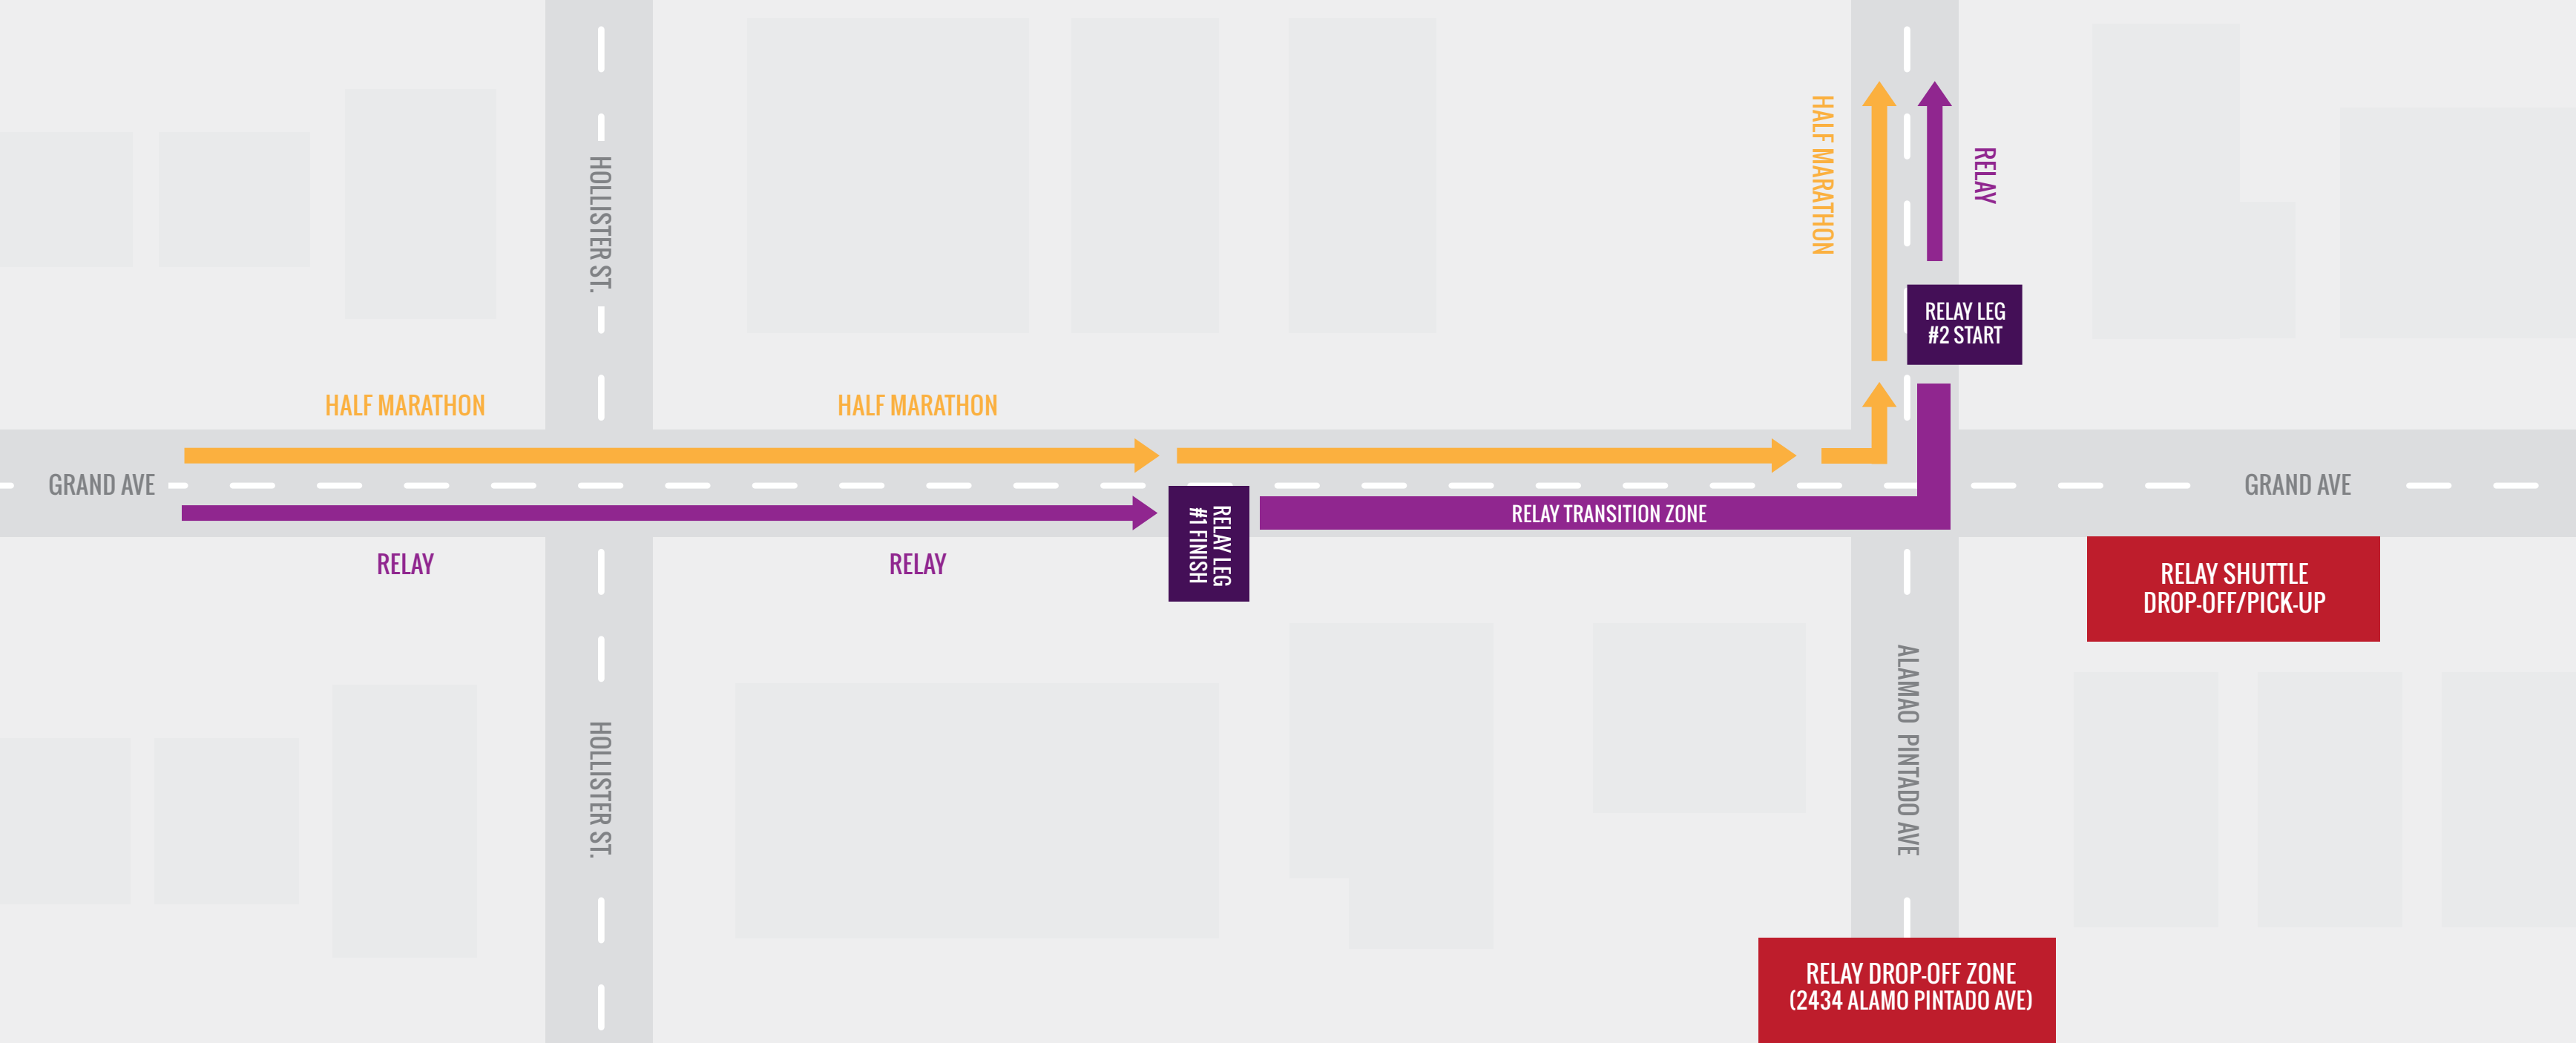 HALF MARATHON
RELAY
HOLLISTER ST.
RELAY LEG
#2 START
HALF MARATHON
HALF MARATHON
GRAND AVE
GRAND AVE
RELAY LEG
#1 FINISH
RELAY TRANSITION ZONE
RELAY
RELAY
RELAY SHUTTLE
DROP-OFF/PICK-UP
ALAMAO PINTADO AVE
HOLLISTER ST.
RELAY DROP-OFF ZONE
(2434 ALAMO PINTADO AVE)